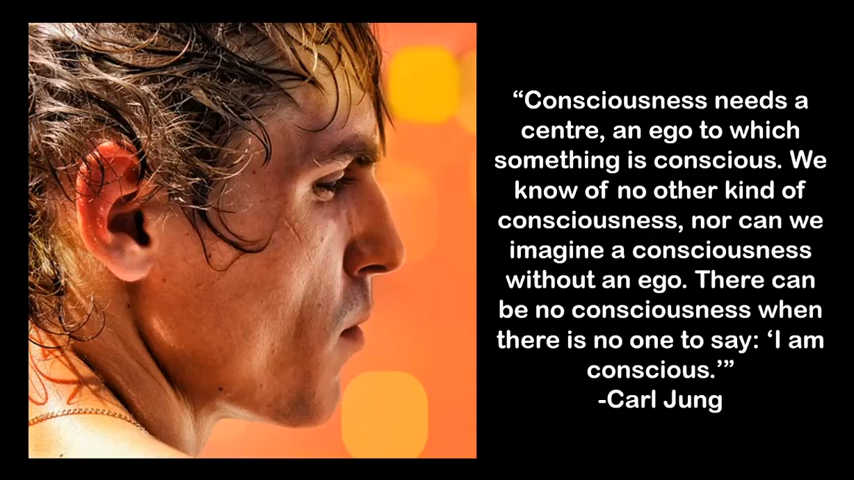 “Consciousness needs a
centre, an ego to which
something is conscious. We
know of no other kind of
consciousness, nor can we
imagine a consciousness
without an ego. There can
be no consciousness when
there is no one to say: ‘I am
conscious.’”
-Carl Jung